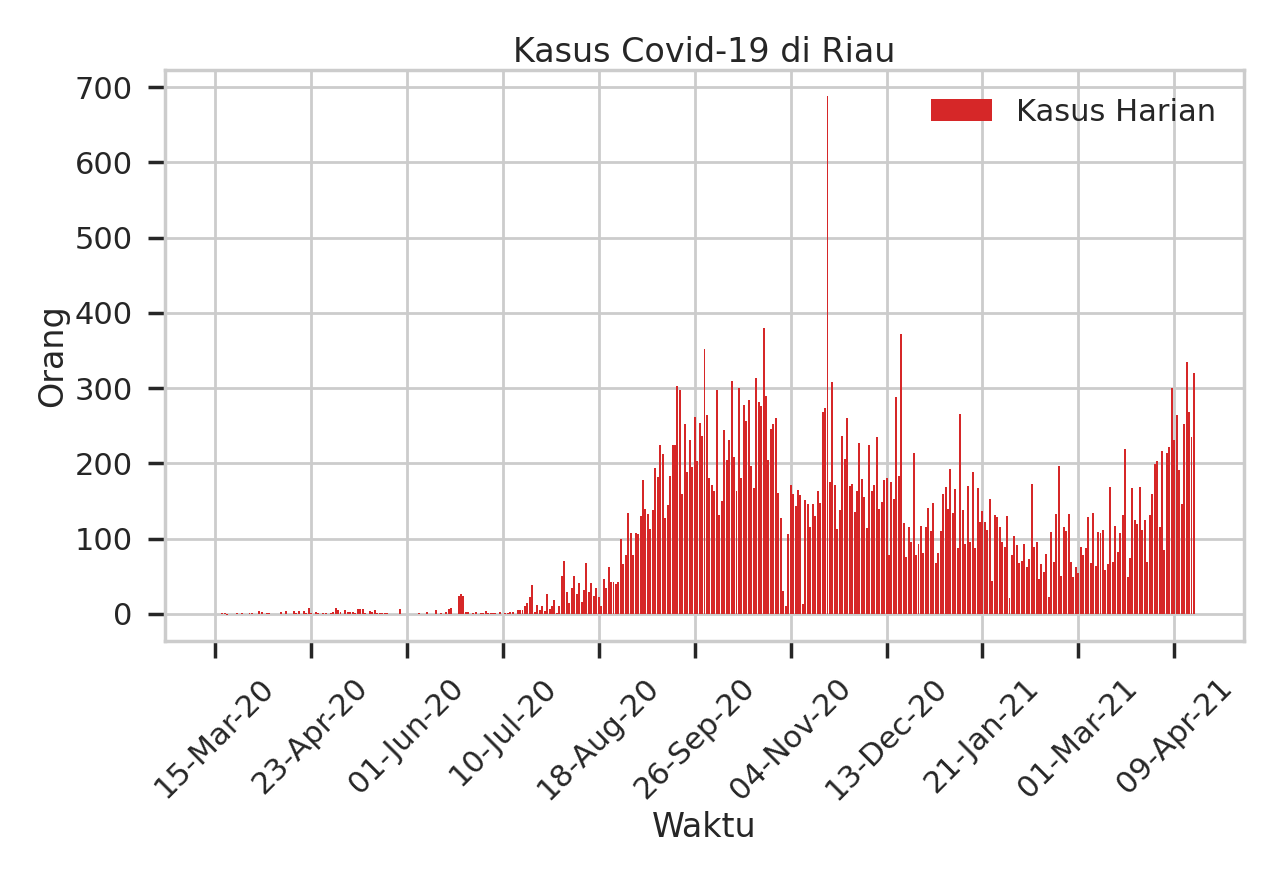 Kasus Covid-19 di Riau
Kasus Harian
Orang
700
600
500
400
300
200
100
0
15-Mar-20
23-Apr-20
01-Jun-20
10-Jul-20
18-Aug-20
26-Sep-20
04-Nov-20
13-Dec-20
21-Jan-21
01-Mar-21
09-Apr-21
Waktu